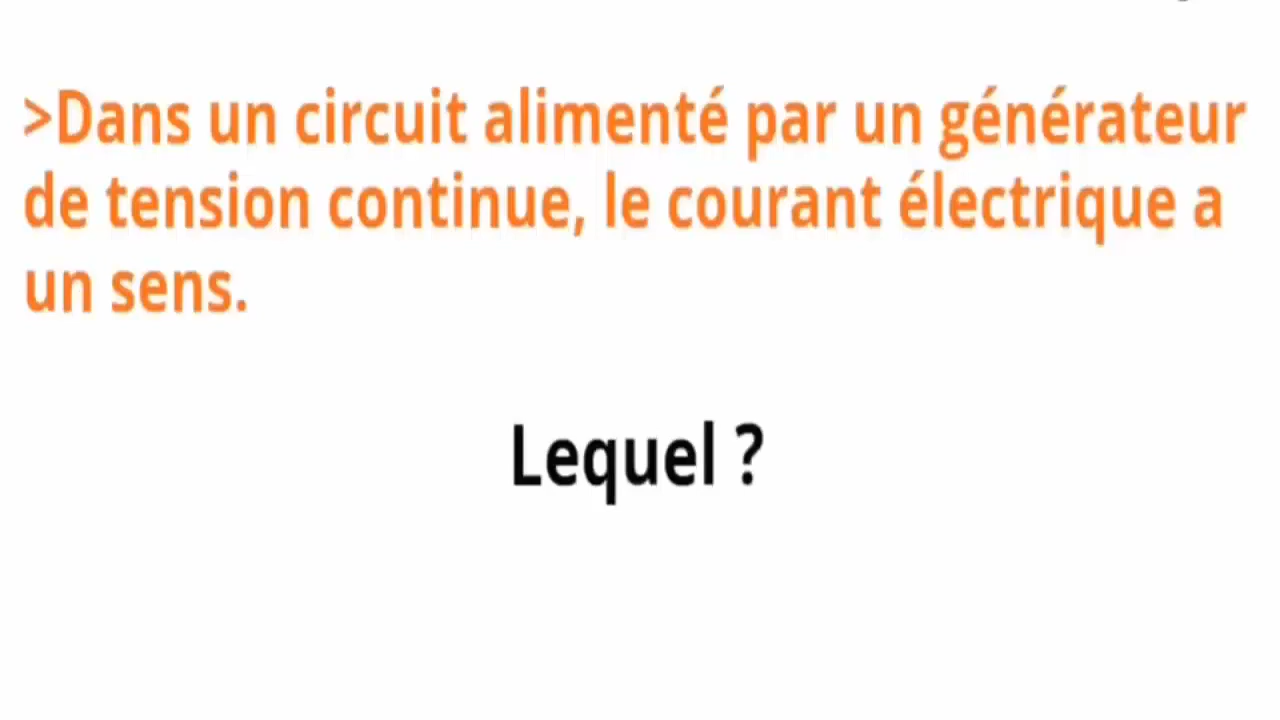 >Dans un circuit alimenté par un générateur
de tension continue, le courant électrique a
un sens.
Lequel ?